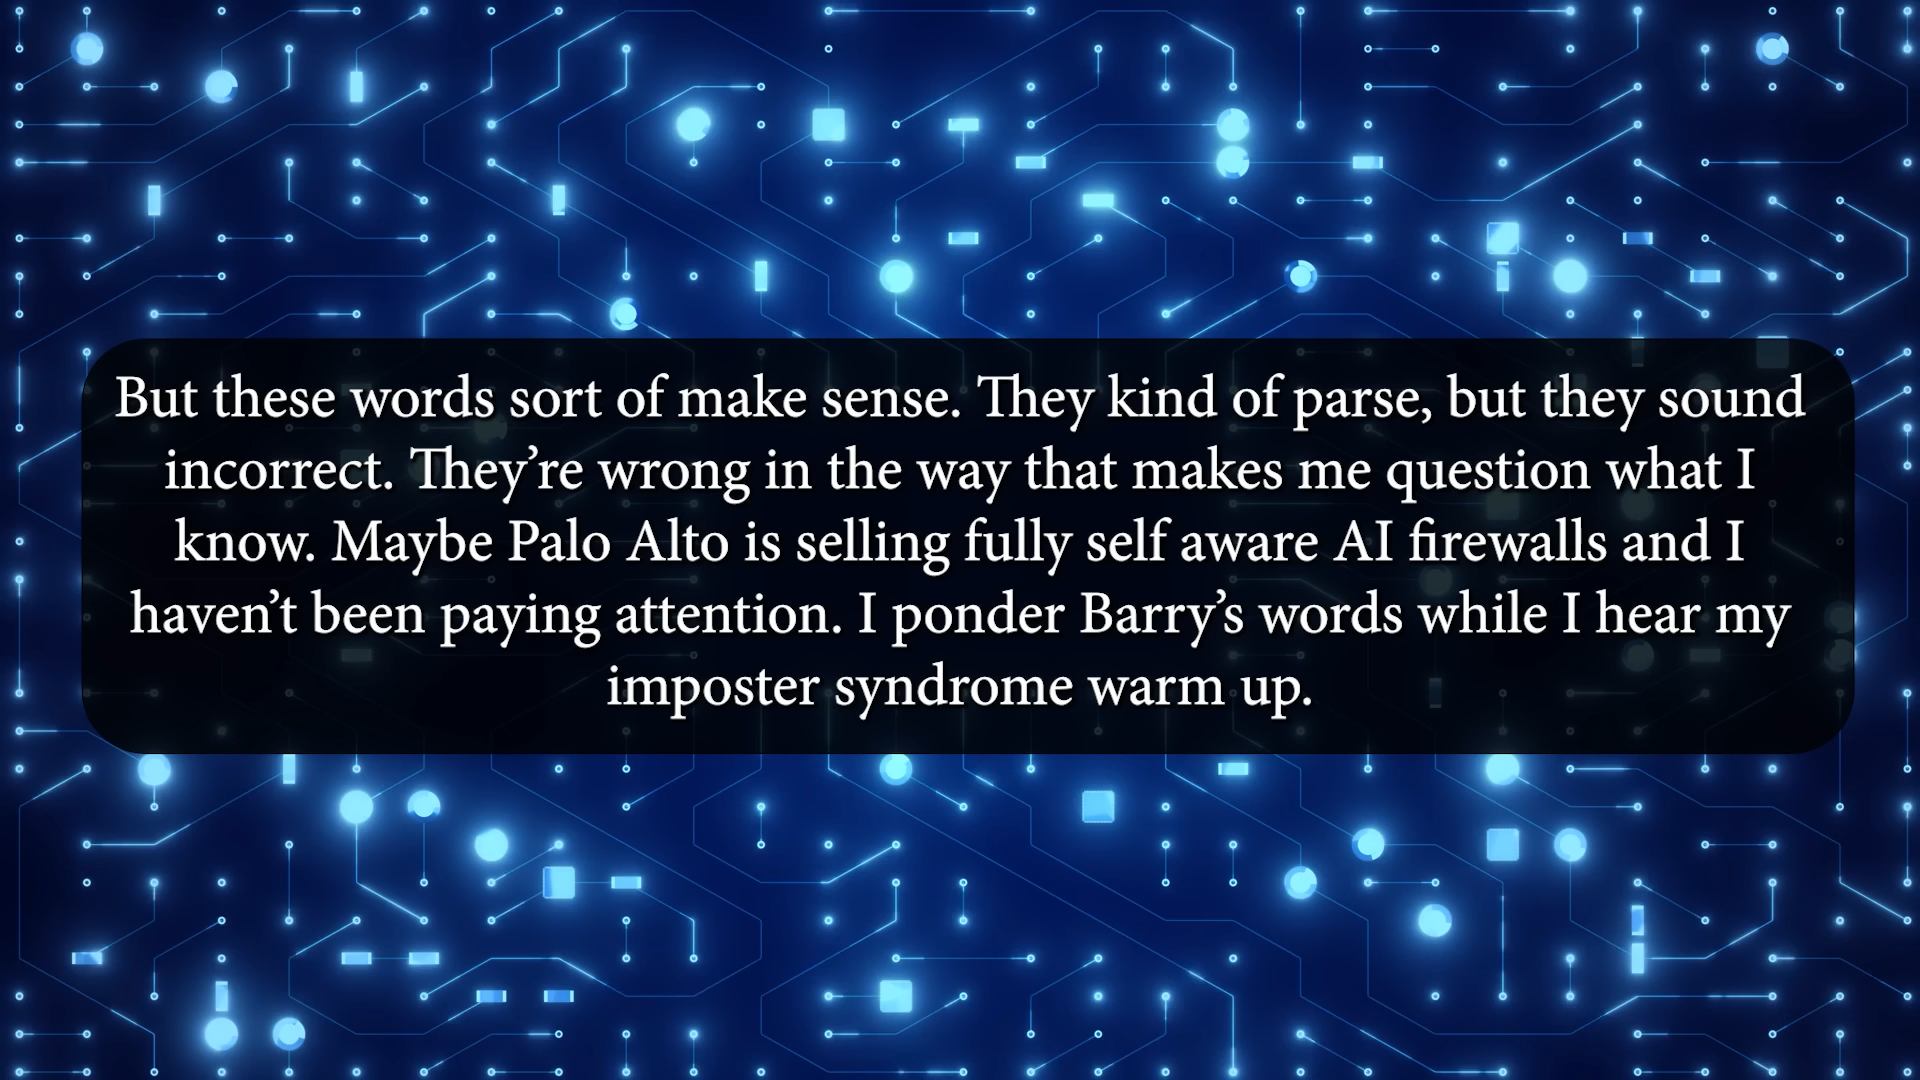 But these words sort of make sense. They kind of parse, but they sound
incorrect. They’re wrong in the way that makes me question what I
know. Maybe Palo Alto is selling fully self aware AI firewalls and I
haven’t been paying attention. I ponder Barry’s words while I hear my
imposter syndrome warm up.